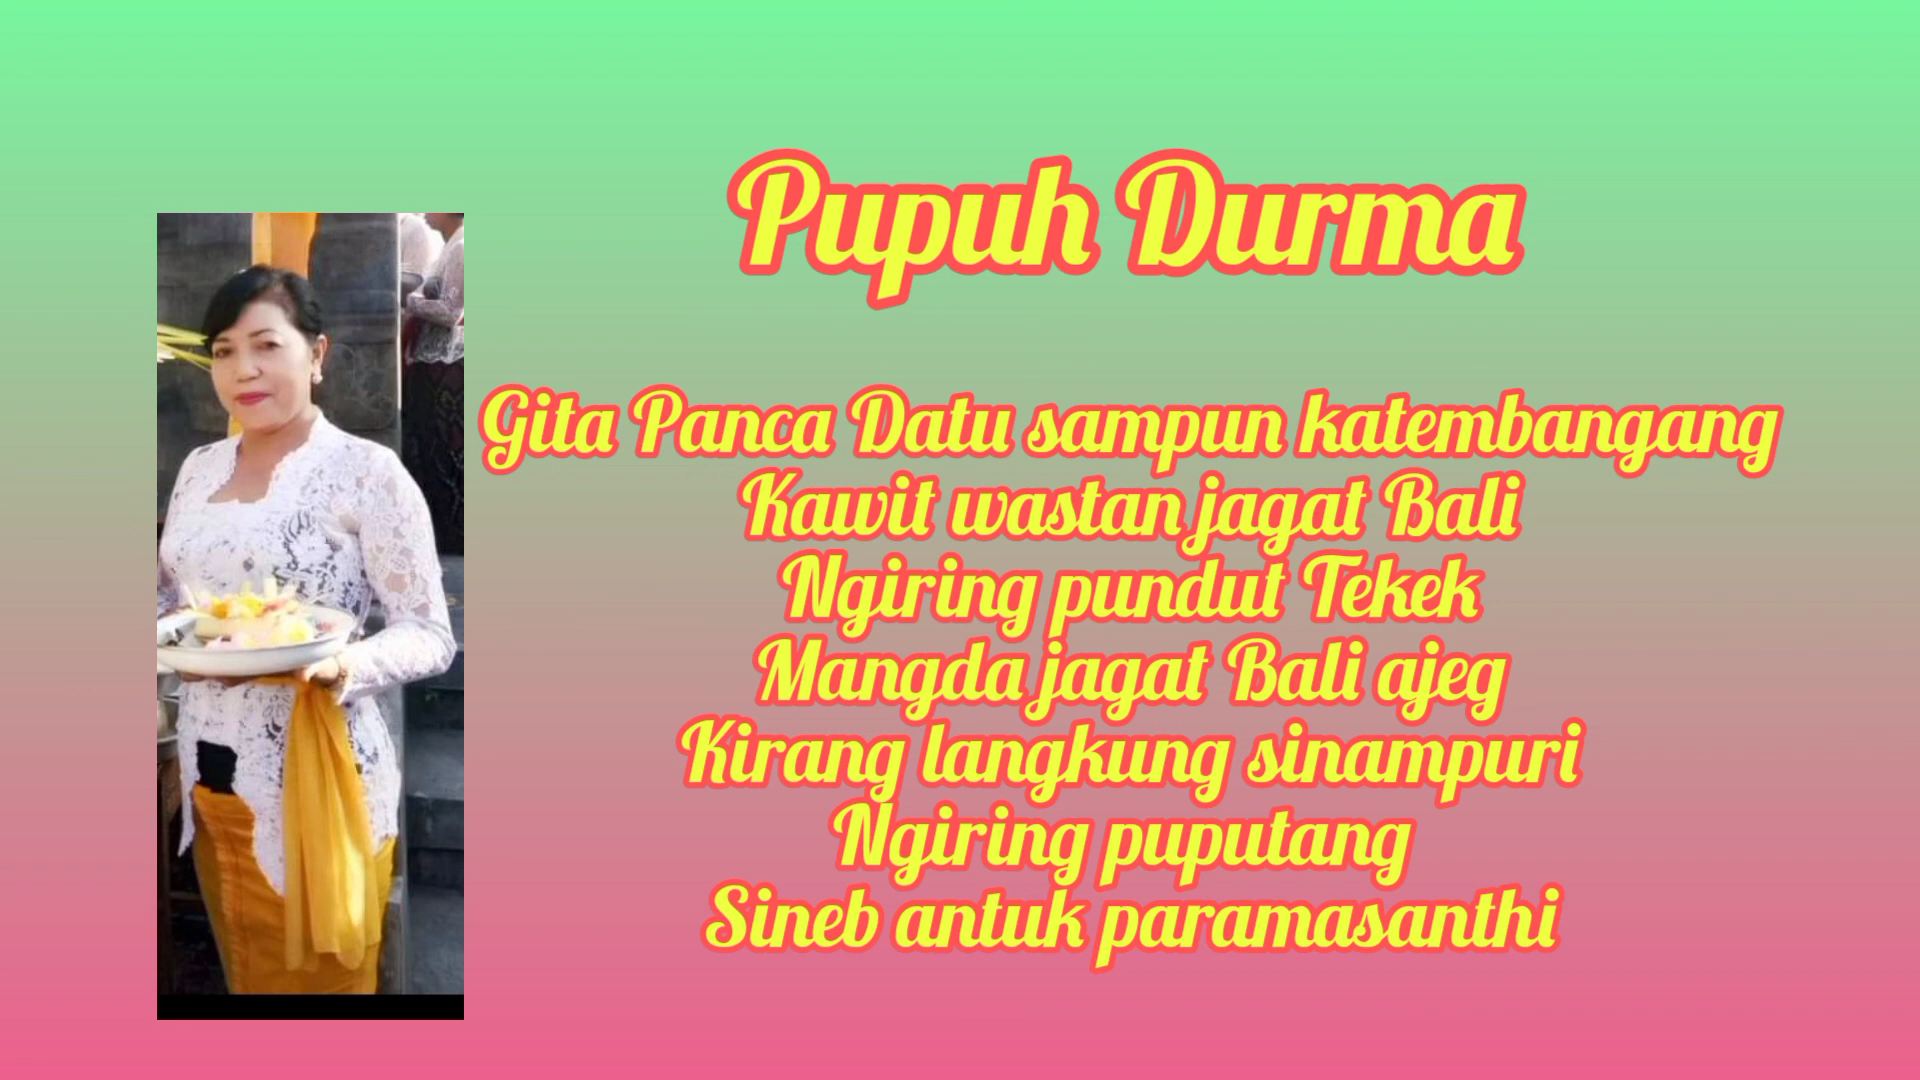 Pupuh Durma
Gita Panca Datu sampun katembangang
Kawit wastan jagat Bali
Ngiring pundut Tekek
Mangda jagat Bali ajeg
Kirang langkung sinampuri
Ngiring puputang
Sineb antuk paramasanthi